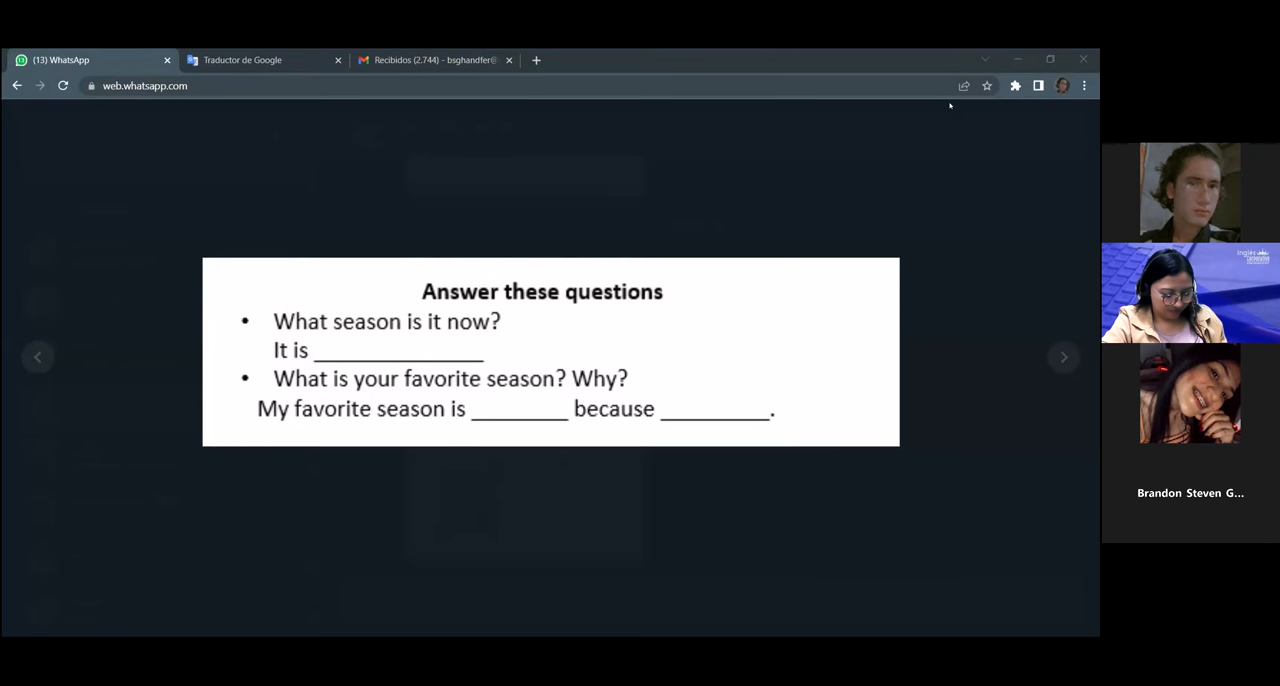 (13) WhatsApp
Traductor de Google
Recibidos (2.744) - bsghandfer@
web.whatsapp.com
Answer these questions
• What season is it now?
It is _______________
• What is your favorite season? Why?
My favorite season is _________ because __________.
Inglés
Brandon Steven G...